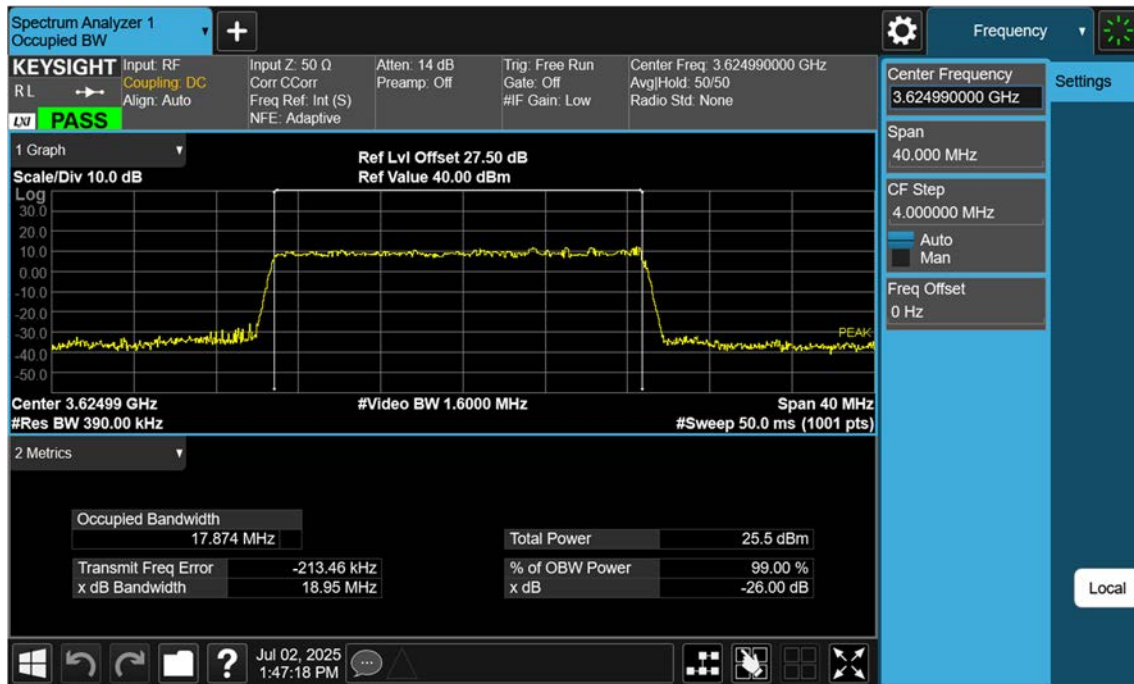 Spectrum Analyzer 1
Occupied BW
Frequency
KEYSIGHT
R L
LXI PASS
Input: RF
Coupling: DC
Align: Auto
Input Z: 50 Ω
Corr CCorr
Freq Ref: Int (S)
NFE: Adaptive
Atten: 14 dB
Preamp: Off
Trig: Free Run
Gate: Off
#IF Gain: Low
Center Freq: 3.624990000 GHz
Avg|Hold: 50/50
Radio Std: None
1 Graph
Scale/Div 10.0 dB
Ref Lvl Offset 27.50 dB
Ref Value 40.00 dBm
Log
30.0
20.0
10.0
0.00
-10.0
-20.0
-30.0
-40.0
-50.0
PEAK
Center 3.62499 GHz
#Res BW 390.00 kHz
#Video BW 1.6000 MHz
Span 40 MHz
#Sweep 50.0 ms (1001 pts)
2 Metrics
Occupied Bandwidth
17.874 MHz
Transmit Freq Error -213.46 kHz
x dB Bandwidth 18.95 MHz
Total Power 25.5 dBm
% of OBW Power 99.00 %
x dB -26.00 dB
Center Frequency
3.624990000 GHz
Span
40.000 MHz
CF Step
4.000000 MHz
Auto
Man
Freq Offset
0 Hz
Settings
Local
?
Jul 02, 2025
1:47:18 PM